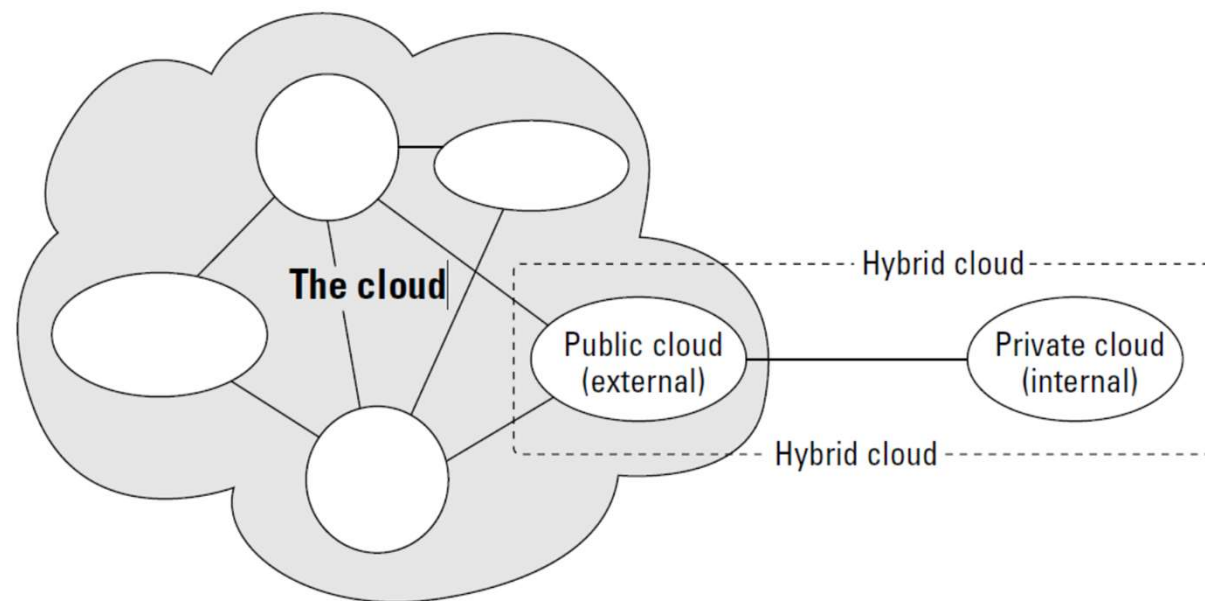 The cloud
Hybrid cloud
Public cloud
(external)
Private cloud
(internal)
Hybrid cloud